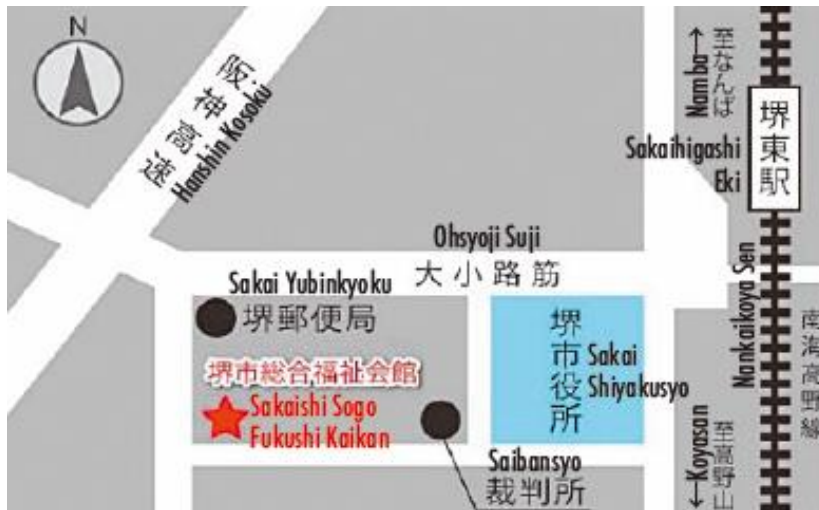 N
阪神高速
Hanshin Kosoku
Namba→
至なんば
堺東駅
Sakaihigashi
Eki
Ohsyoji Suji
大小路筋
Sakai Yubinkyoku
堺郵便局
堺市総合福祉会館
Sakaishi Sogo
Fukushi Kaikan
堺市役所
Sakai
Shiyakusyo
Saibansyo
裁判所
Nankaikoya Sen
南海高野線
←Koyasan
至高野山